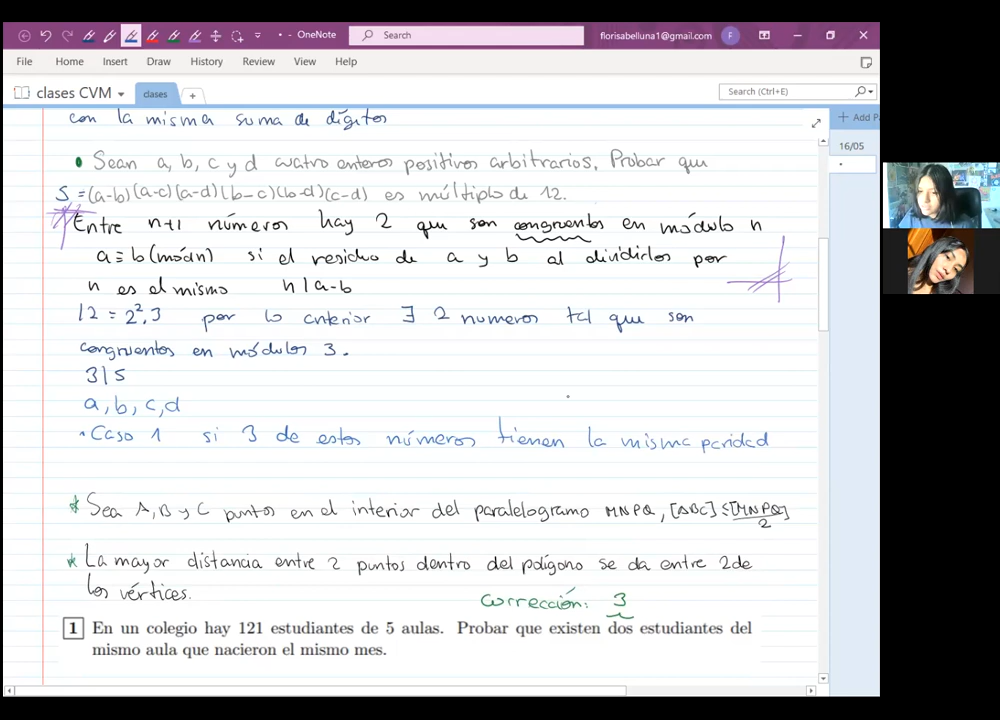 OneNote
Search
florisabelluna1@gmail.com
F
File Home Insert Draw History Review View Help
clases CVM
clases
+
Search (Ctrl+E)
con la misma suma de dígitos
+ Add P
16/05
• Sean a, b, c y d cuatro enteros positivos arbitrarios. Probar que
S = (a-b)(a-c)(a-d)(b-c)(b-d)(c-d) es múltiplo de 12.
Entre n+1 números hay 2 que son congruentes en módulo n
a ≡ b (módn) si el residuo de a y b al dividirlos por
n es el mismo n | a-b
12 = 2².3 por lo anterior ∃ 2 numeros tal que son
congruentes en módulos 3.
3 | S
a, b, c, d
• Caso 1 si 3 de estos números tienen la misma paridad
* Sea A, B y C puntos en el interior del paralelogramo MNPQ, [ABC] ≤ [MNPQ]/2
* La mayor distancia entre 2 puntos dentro del polígono se da entre 2 de
los vértices.
corrección: 3
1 En un colegio hay 121 estudiantes de 5 aulas. Probar que existen dos estudiantes del
mismo aula que nacieron el mismo mes.